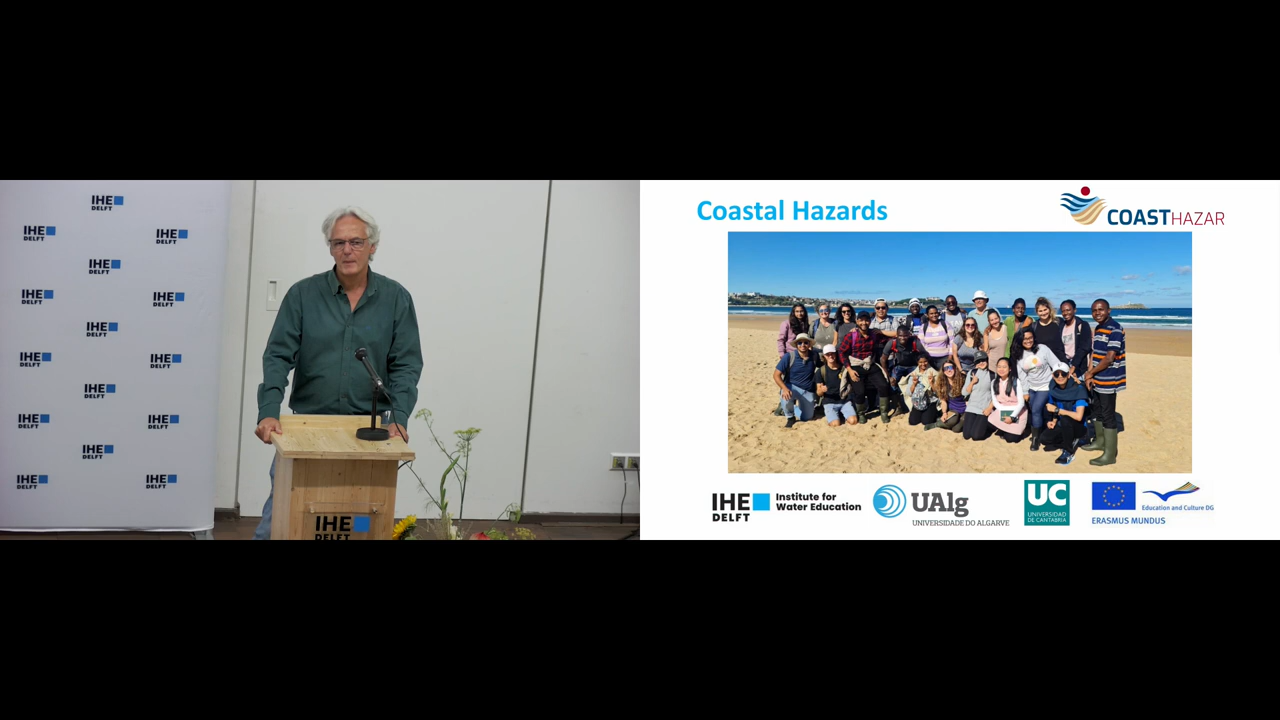 IHE
DELFT
IHE
DELFT
IHE
DELFT
IHE
DELFT
IHE
DELFT
IHE
DELFT
IHE
DELFT
IHE
DELFT
IHE
DELFT
IHE
DELFT
IHE
DELFT
IHE
DELFT
IHE
DELFT
IHE
DELFT
IHE
DELFT
IHE
DELFT
Coastal Hazards
COASTHAZAR
IHE
DELFT
Institute for
Water Education
UAlg
UNIVERSIDADE DO ALGARVE
UC
UNIVERSIDAD
DE CANTABRIA
Education and Culture DG
ERASMUS MUNDUS